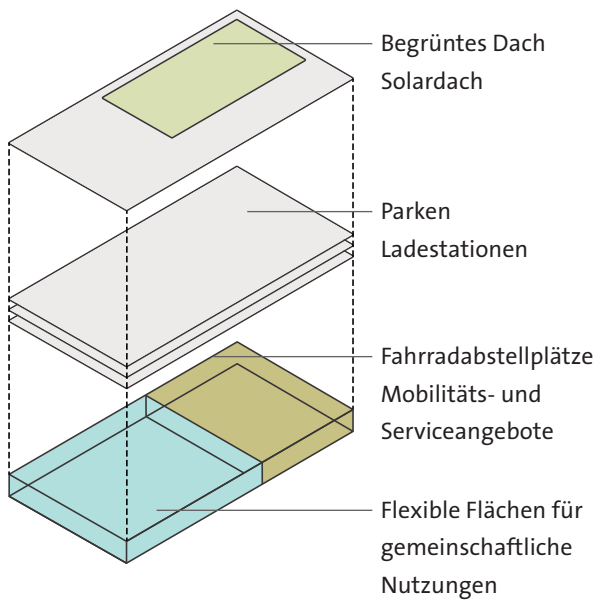 Begrüntes Dach
Solardach
Parken
Ladestationen
Fahrradabstellplätze
Mobilitäts- und
Serviceangebote
Flexible Flächen für
gemeinschaftliche
Nutzungen